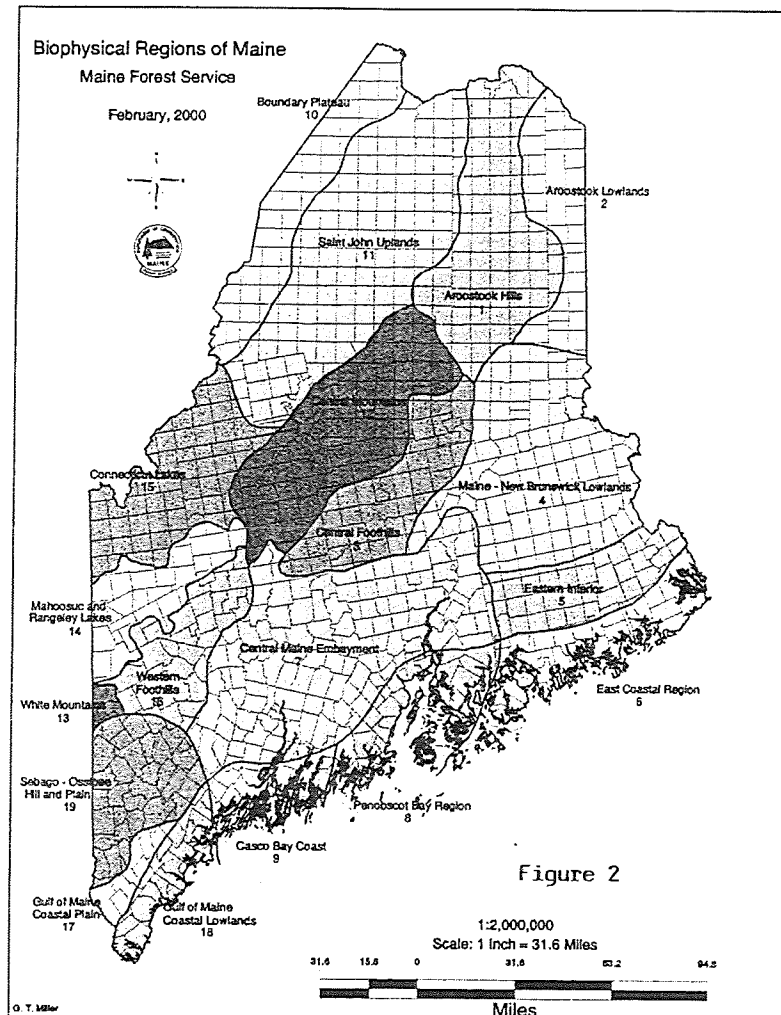 Biophysical Regions of Maine
Maine Forest Service
February, 2000
MAINE
Boundary Plateau
10
Aroostook Lowlands
2
Saint John Uplands
11
Aroostook Hills
1
Central Mountains
Connecticut Lakes
15
Maine - New Brunswick Lowlands
4
Central Foothills
3
Eastern Interior
5
Mahoosuc and
Rangeley Lakes
14
Central Maine Embayment
Western
Foothills
White Mountains
13
East Coastal Region
6
Sebago - Ossipee
Hill and Plain
19
Penobscot Bay Region
8
Casco Bay Coast
9
Figure 2
Gulf of Maine
Coastal Plain
17
Gulf of Maine
Coastal Lowlands
18
1:2,000,000
Scale: 1 Inch = 31.6 Miles
31.6 15.8 0 31.6 63.2 94.8
Miles
G. T. Miller